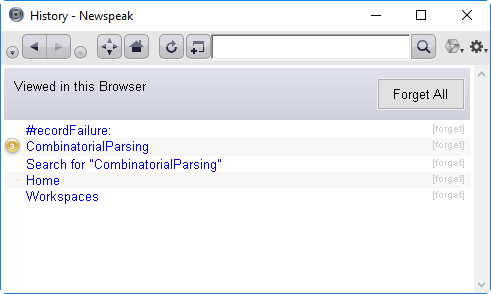 History - Newspeak
Viewed in this Browser
Forget All
#recordFailure: [forget]
3 CombinatorialParsing [forget]
Search for "CombinatorialParsing" [forget]
Home [forget]
Workspaces [forget]